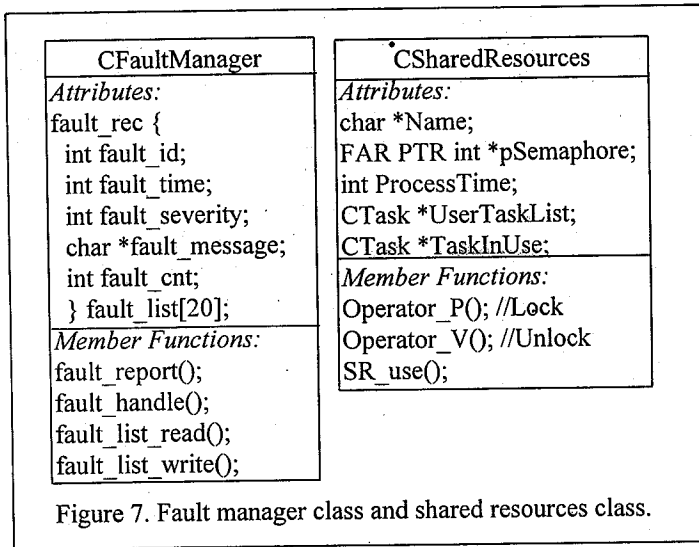 CFaultManager
Attributes:
fault_rec {
int fault_id;
int fault_time;
int fault_severity;
char *fault_message;
int fault_cnt;
} fault_list[20];
Member Functions:
fault_report();
fault_handle();
fault_list_read();
fault_list_write();
CSharedResources
Attributes:
char *Name;
FAR PTR int *pSemaphore;
int ProcessTime;
CTask *UserTaskList;
CTask *TaskInUse;
Member Functions:
Operator_P(); //Lock
Operator_V(); //Unlock
SR_use();
Figure 7. Fault manager class and shared resources class.